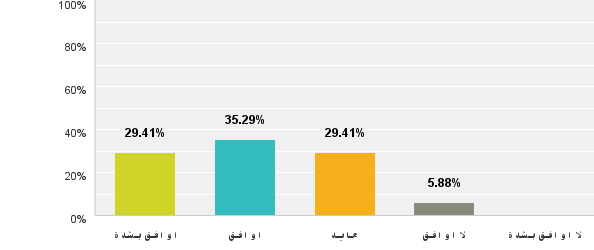 100%
80%
60%
40%
20%
0%
29.41%
35.29%
29.41%
5.88%
اوافق بشدة
اوافق
محايد
لا اوافق
لا اوافق بشدة